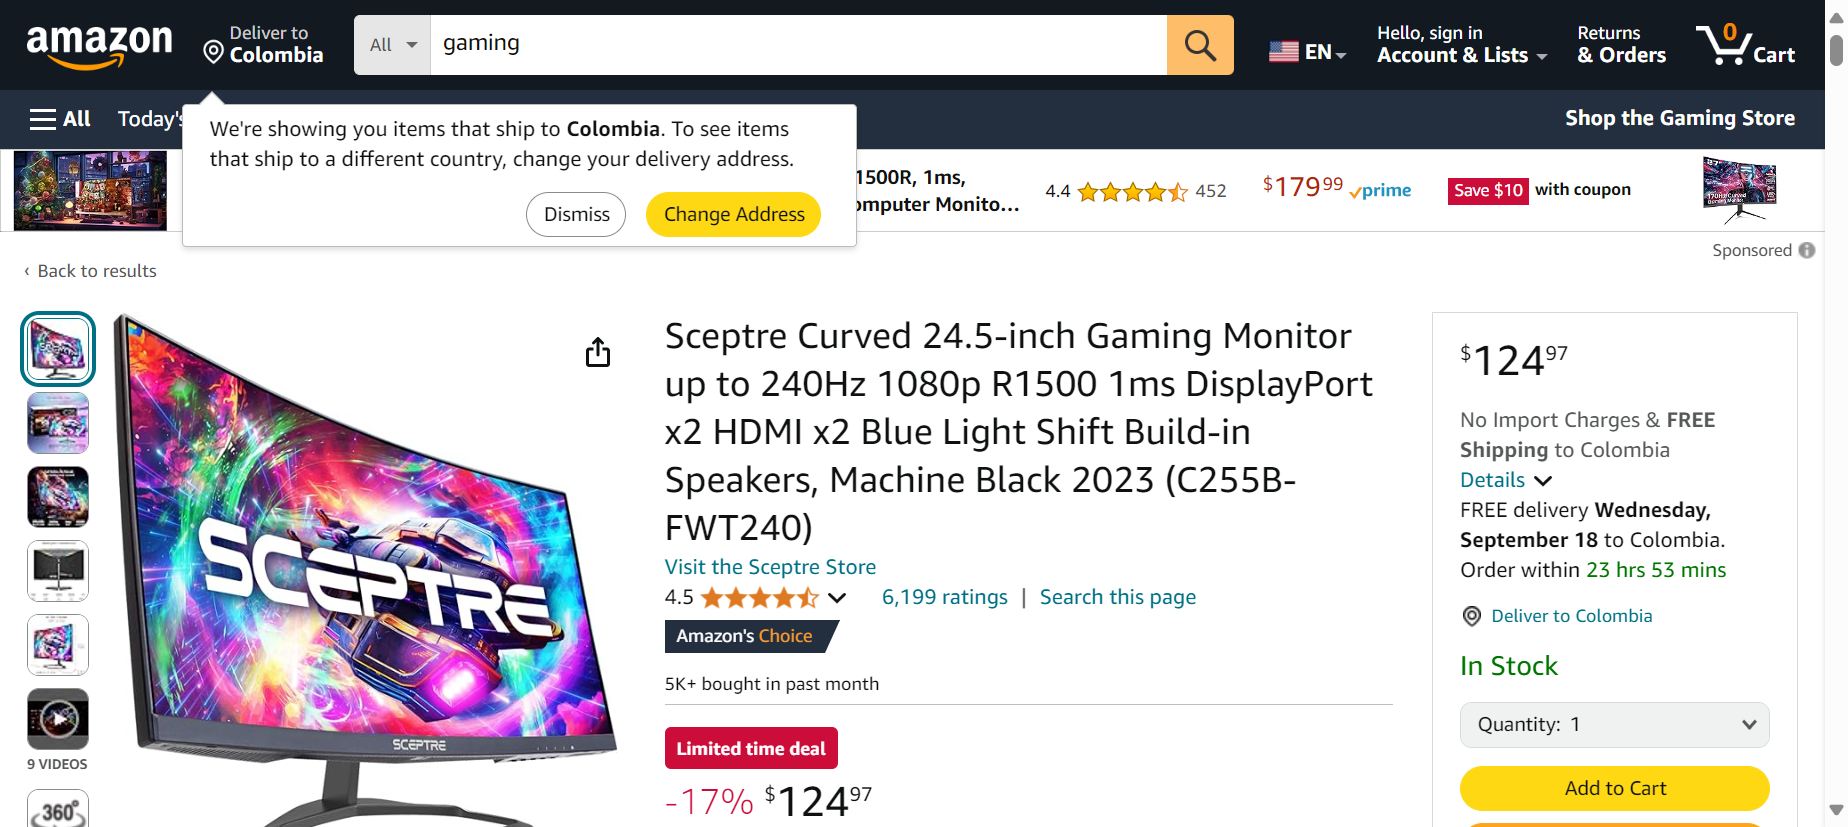 amazon
Deliver to
Colombia
All
gaming
EN
Hello, sign in
Account & Lists
Returns
& Orders
0
Cart
All
Today's
Shop the Gaming Store
We're showing you items that ship to Colombia. To see items
that ship to a different country, change your delivery address.
Dismiss
Change Address
1500R, 1ms,
omputer Monito...
4.4
452
$179 99
prime
Save $10 with coupon
Sponsored
‹ Back to results
9 VIDEOS
360°
SCEPTRE
SCEPTRE
Sceptre Curved 24.5-inch Gaming Monitor
up to 240Hz 1080p R1500 1ms DisplayPort
x2 HDMI x2 Blue Light Shift Build-in
Speakers, Machine Black 2023 (C255B-
FWT240)
Visit the Sceptre Store
4.5
6,199 ratings | Search this page
Amazon's Choice
5K+ bought in past month
Limited time deal
-17% $124 97
$124 97
No Import Charges & FREE
Shipping to Colombia
Details
FREE delivery Wednesday,
September 18 to Colombia.
Order within 23 hrs 53 mins
Deliver to Colombia
In Stock
Quantity: 1
Add to Cart